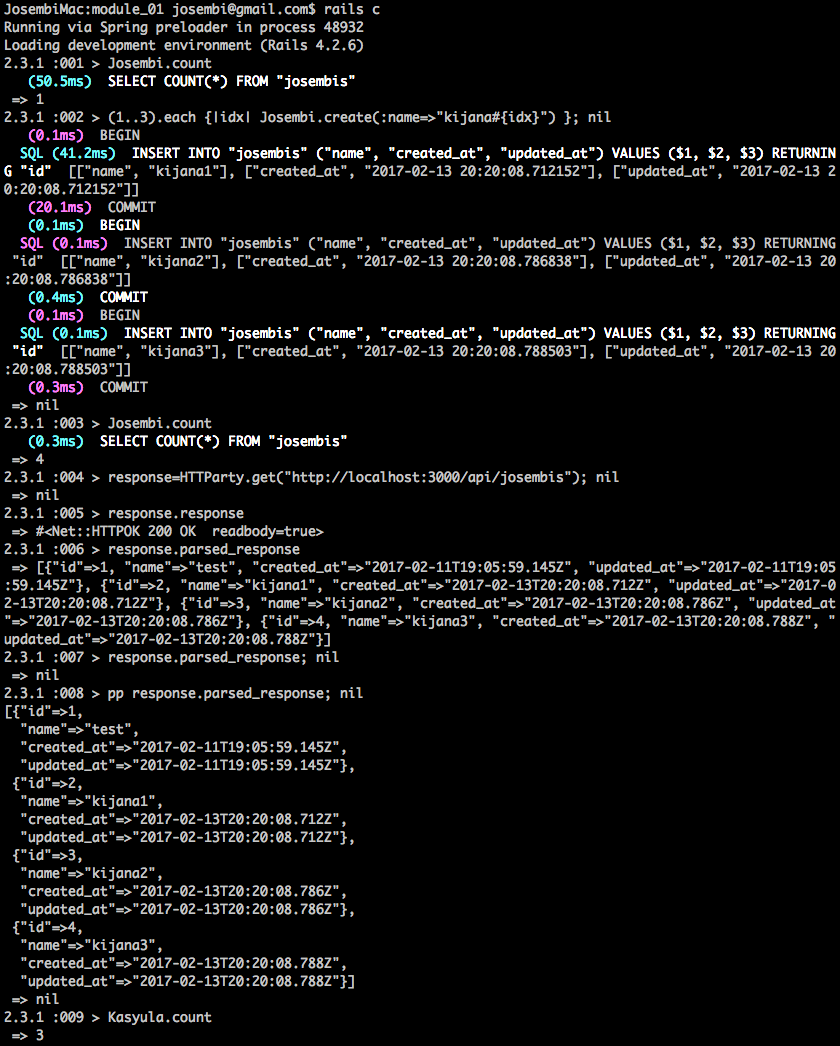 JosembiMac:module_01 josembi@gmail.com$ rails c
Running via Spring preloader in process 48932
Loading development environment (Rails 4.2.6)
2.3.1 :001 > Josembi.count
   (50.5ms)  SELECT COUNT(*) FROM "josembis"
 => 1
2.3.1 :002 > (1..3).each {|idx| Josembi.create(:name=>"kijana#{idx}") }; nil
   (0.1ms)  BEGIN
  SQL (41.2ms)  INSERT INTO "josembis" ("name", "created_at", "updated_at") VALUES ($1, $2, $3) RETURNIN
G "id"  [["name", "kijana1"], ["created_at", "2017-02-13 20:20:08.712152"], ["updated_at", "2017-02-13 2
0:20:08.712152"]]
   (20.1ms)  COMMIT
   (0.1ms)  BEGIN
  SQL (0.1ms)  INSERT INTO "josembis" ("name", "created_at", "updated_at") VALUES ($1, $2, $3) RETURNING
 "id"  [["name", "kijana2"], ["created_at", "2017-02-13 20:20:08.786838"], ["updated_at", "2017-02-13 20
:20:08.786838"]]
   (0.4ms)  COMMIT
   (0.1ms)  BEGIN
  SQL (0.1ms)  INSERT INTO "josembis" ("name", "created_at", "updated_at") VALUES ($1, $2, $3) RETURNING
 "id"  [["name", "kijana3"], ["created_at", "2017-02-13 20:20:08.788503"], ["updated_at", "2017-02-13 20
:20:08.788503"]]
   (0.3ms)  COMMIT
 => nil
2.3.1 :003 > Josembi.count
   (0.3ms)  SELECT COUNT(*) FROM "josembis"
 => 4
2.3.1 :004 > response=HTTParty.get("http://localhost:3000/api/josembis"); nil
 => nil
2.3.1 :005 > response.response
 => #<Net::HTTPOK 200 OK  readbody=true>
2.3.1 :006 > response.parsed_response
 => [{"id"=>1, "name"=>"test", "created_at"=>"2017-02-11T19:05:59.145Z", "updated_at"=>"2017-02-11T19:05
:59.145Z"}, {"id"=>2, "name"=>"kijana1", "created_at"=>"2017-02-13T20:20:08.712Z", "updated_at"=>"2017-0
2-13T20:20:08.712Z"}, {"id"=>3, "name"=>"kijana2", "created_at"=>"2017-02-13T20:20:08.786Z", "updated_at
"=>"2017-02-13T20:20:08.786Z"}, {"id"=>4, "name"=>"kijana3", "created_at"=>"2017-02-13T20:20:08.788Z", "
updated_at"=>"2017-02-13T20:20:08.788Z"}]
2.3.1 :007 > response.parsed_response; nil
 => nil
2.3.1 :008 > pp response.parsed_response; nil
[{"id"=>1,
  "name"=>"test",
  "created_at"=>"2017-02-11T19:05:59.145Z",
  "updated_at"=>"2017-02-11T19:05:59.145Z"},
 {"id"=>2,
  "name"=>"kijana1",
  "created_at"=>"2017-02-13T20:20:08.712Z",
  "updated_at"=>"2017-02-13T20:20:08.712Z"},
 {"id"=>3,
  "name"=>"kijana2",
  "created_at"=>"2017-02-13T20:20:08.786Z",
  "updated_at"=>"2017-02-13T20:20:08.786Z"},
 {"id"=>4,
  "name"=>"kijana3",
  "created_at"=>"2017-02-13T20:20:08.788Z",
  "updated_at"=>"2017-02-13T20:20:08.788Z"}]
 => nil
2.3.1 :009 > Kasyula.count
 => 3